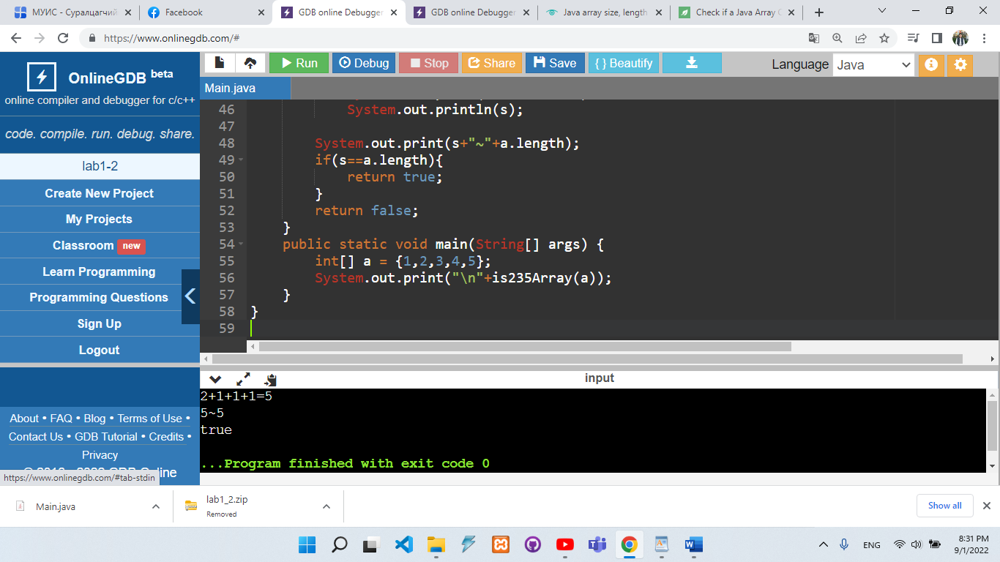 МУИС - Суралцагчий
Facebook
GDB online Debugger
GDB online Debugger
Java array size, length
Check if a Java Array C
https://www.onlinegdb.com/#
OnlineGDB beta
online compiler and debugger for c/c++
code. compile. run. debug. share.
lab1-2
Create New Project
My Projects
Classroom new
Learn Programming
Programming Questions
Sign Up
Logout
About • FAQ • Blog • Terms of Use •
Contact Us • GDB Tutorial • Credits •
Privacy
GDB Online
https://www.onlinegdb.com/#tab-stdin
Run Debug Stop Share Save { } Beautify
Language Java
Main.java
46 System.out.println(s);
47
48 System.out.print(s+"~"+a.length);
49 if(s==a.length){
50 return true;
51 }
52 return false;
53 }
54 public static void main(String[] args) {
55 int[] a = {1,2,3,4,5};
56 System.out.print("\n"+is235Array(a));
57 }
58 }
59
input
2+1+1+1=5
5~5
true
...Program finished with exit code 0
Main.java
lab1_2.zip
Removed
Show all
ENG
8:31 PM
9/1/2022